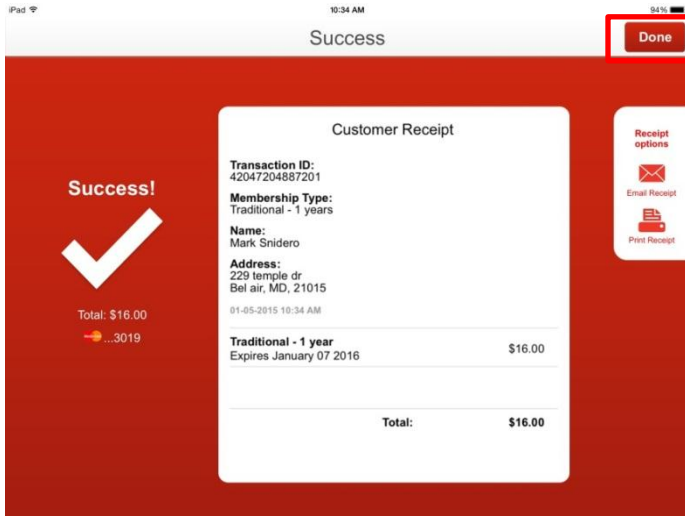 iPad 10:34 AM 94%
Success
Done
Success!
Total: $16.00
...3019
Customer Receipt
Transaction ID:
42047204887201
Membership Type:
Traditional - 1 years
Name:
Mark Snidero
Address:
229 temple dr
Bel air, MD, 21015
01-05-2015 10:34 AM
Traditional - 1 year
Expires January 07 2016
$16.00
Total: $16.00
Receipt
options
Email Receipt
Print Receipt